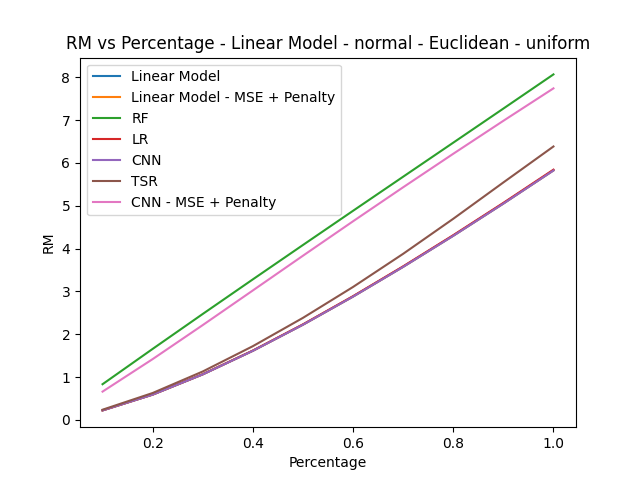 RM vs Percentage - Linear Model - normal - Euclidean - uniform
Linear Model
Linear Model - MSE + Penalty
RF
LR
CNN
TSR
CNN - MSE + Penalty
8
7
6
5
4
3
2
1
0
RM
0.2 0.4 0.6 0.8 1.0
Percentage